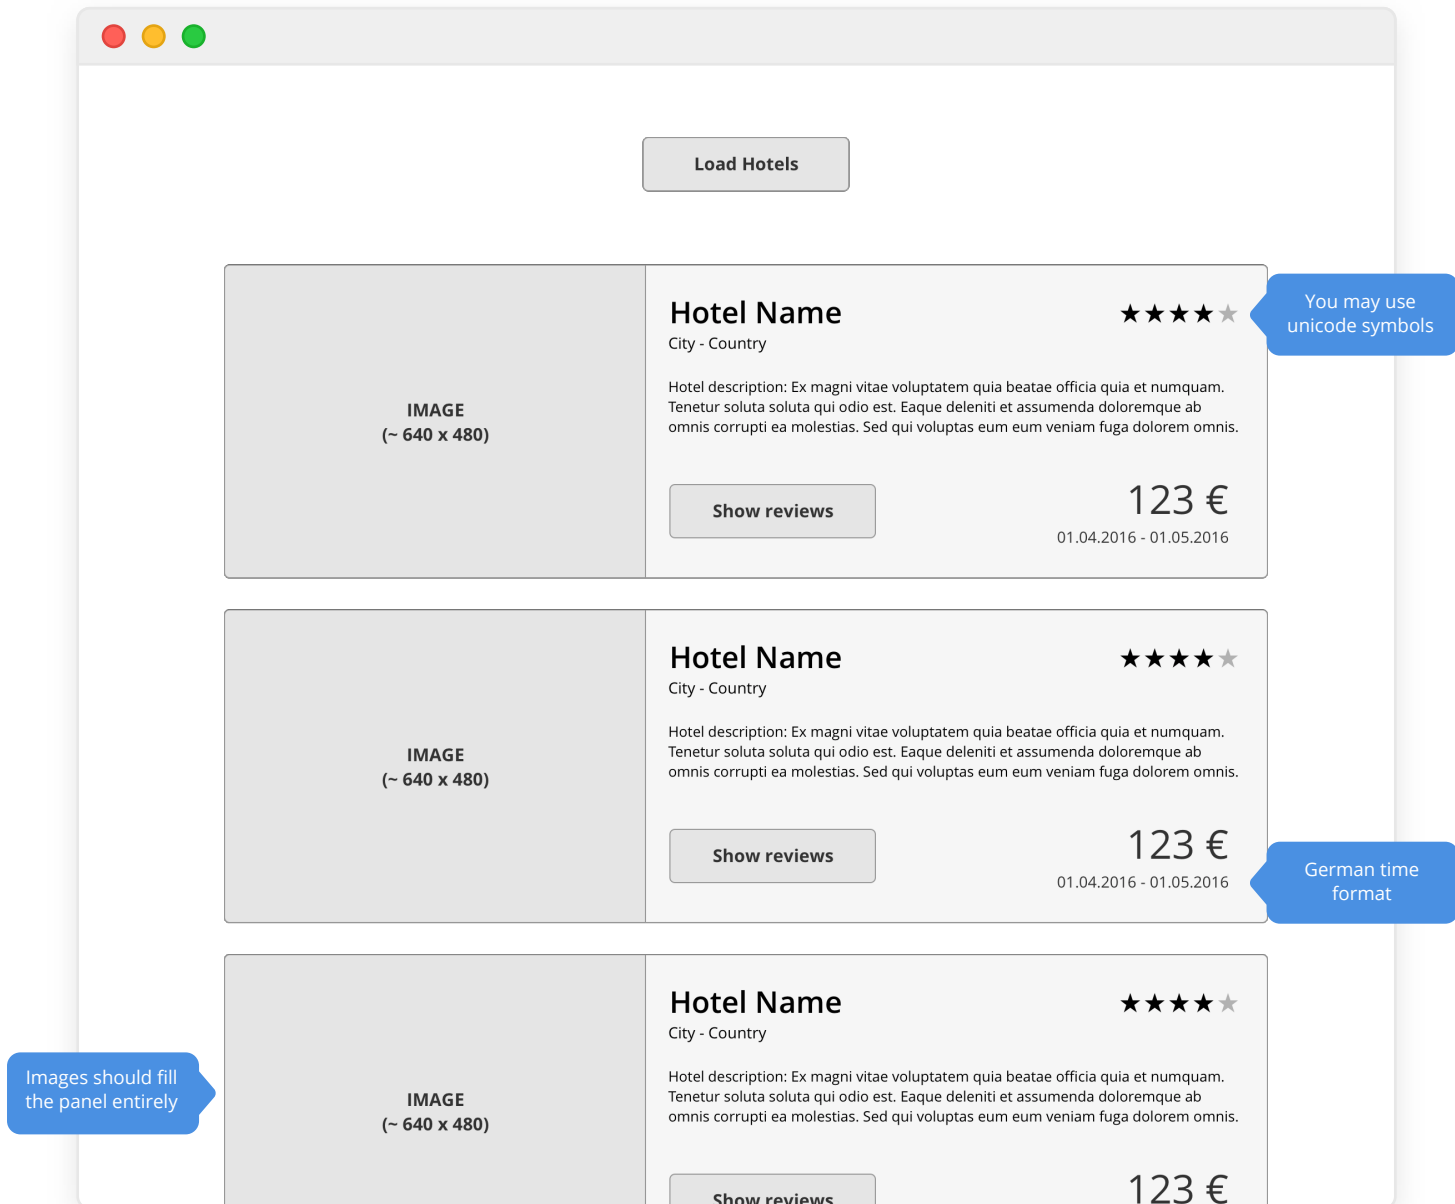 Load Hotels
Hotel Name
★★★★★
You may use
unicode symbols
City - Country
IMAGE
(~ 640 x 480)
Hotel description: Ex magni vitae voluptatem quia beatae officia quia et numquam.
Tenetur soluta soluta qui odio est. Eaque deleniti et assumenda doloremque ab
omnis corrupti ea molestias. Sed qui voluptas eum eum veniam fuga dolorem omnis.
Show reviews
123 €
01.04.2016 - 01.05.2016
Hotel Name
★★★★★
City - Country
IMAGE
(~ 640 x 480)
Hotel description: Ex magni vitae voluptatem quia beatae officia quia et numquam.
Tenetur soluta soluta qui odio est. Eaque deleniti et assumenda doloremque ab
omnis corrupti ea molestias. Sed qui voluptas eum eum veniam fuga dolorem omnis.
Show reviews
123 €
01.04.2016 - 01.05.2016
German time
format
Hotel Name
★★★★★
City - Country
Images should fill
the panel entirely
IMAGE
(~ 640 x 480)
Hotel description: Ex magni vitae voluptatem quia beatae officia quia et numquam.
Tenetur soluta soluta qui odio est. Eaque deleniti et assumenda doloremque ab
omnis corrupti ea molestias. Sed qui voluptas eum eum veniam fuga dolorem omnis.
Show reviews
123 €